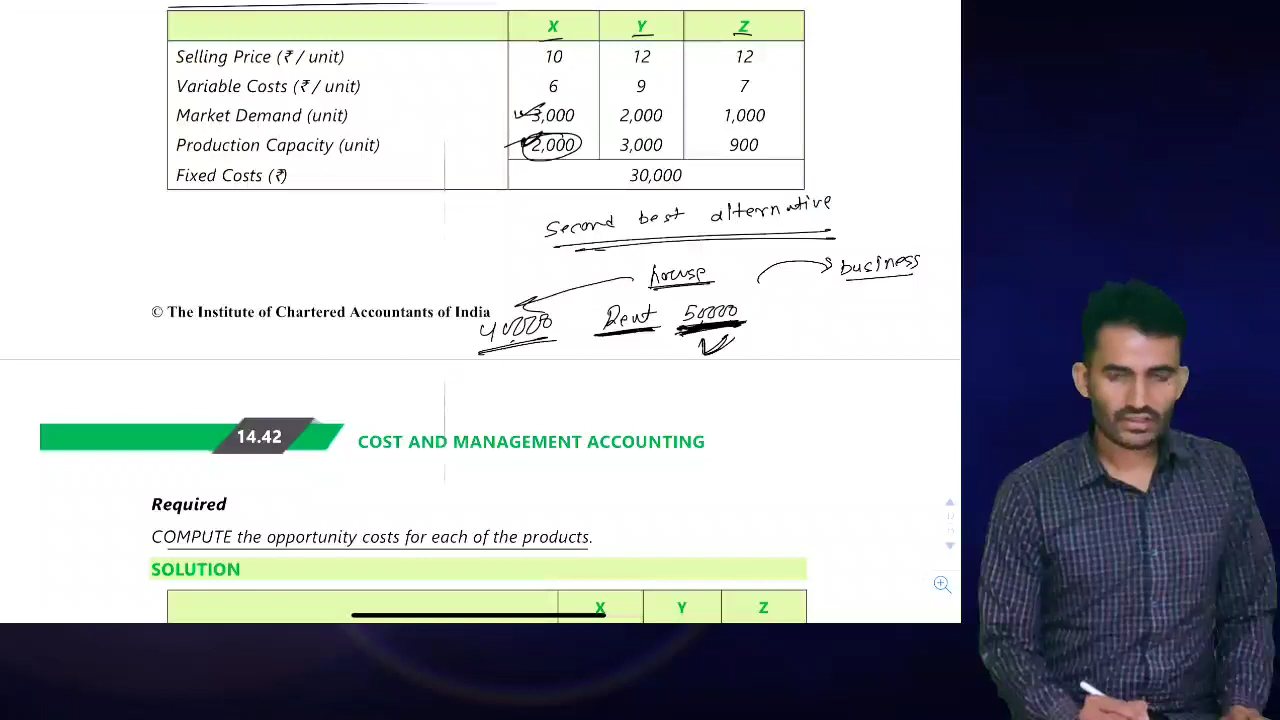 X Y Z
Selling Price (₹ / unit) 10 12 12
Variable Costs (₹ / unit) 6 9 7
Market Demand (unit) 3,000 2,000 1,000
Production Capacity (unit) 2,000 3,000 900
Fixed Costs (₹) 30,000
Second best alternative
house business
© The Institute of Chartered Accountants of India
Rent 50,000
14.42 COST AND MANAGEMENT ACCOUNTING
Required
COMPUTE the opportunity costs for each of the products.
SOLUTION
X Y Z